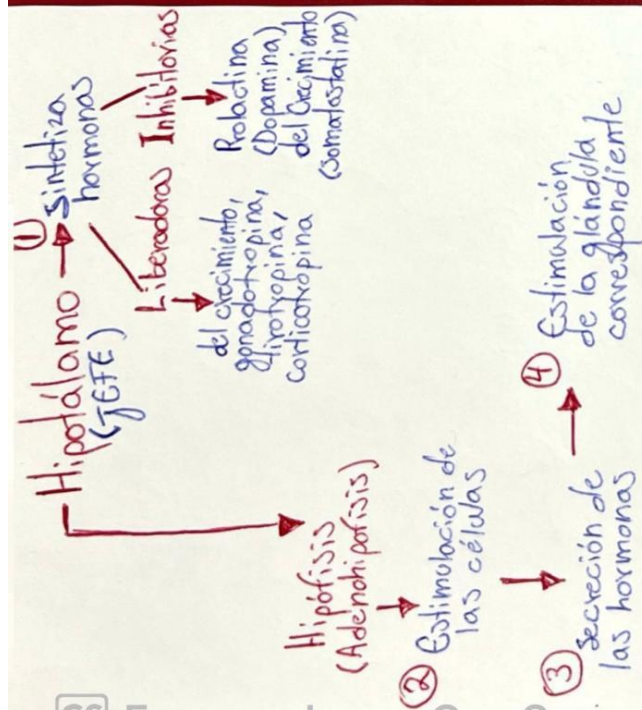 Hipotálamo
(JEFE)
①
Sintetiza
hormonas
Liberadoras
del crecimiento,
gonadotropina,
tirotropina,
corticotropina
Inhibitorias
Prolactina
(Dopamina)
del Crecimiento
(Somatostatina)
Hipófisis
(Adenohipofisis)
② Estimulación de
las células
③ Secreción de
las hormonas
④ Estimulación
de la glándula
correspondiente